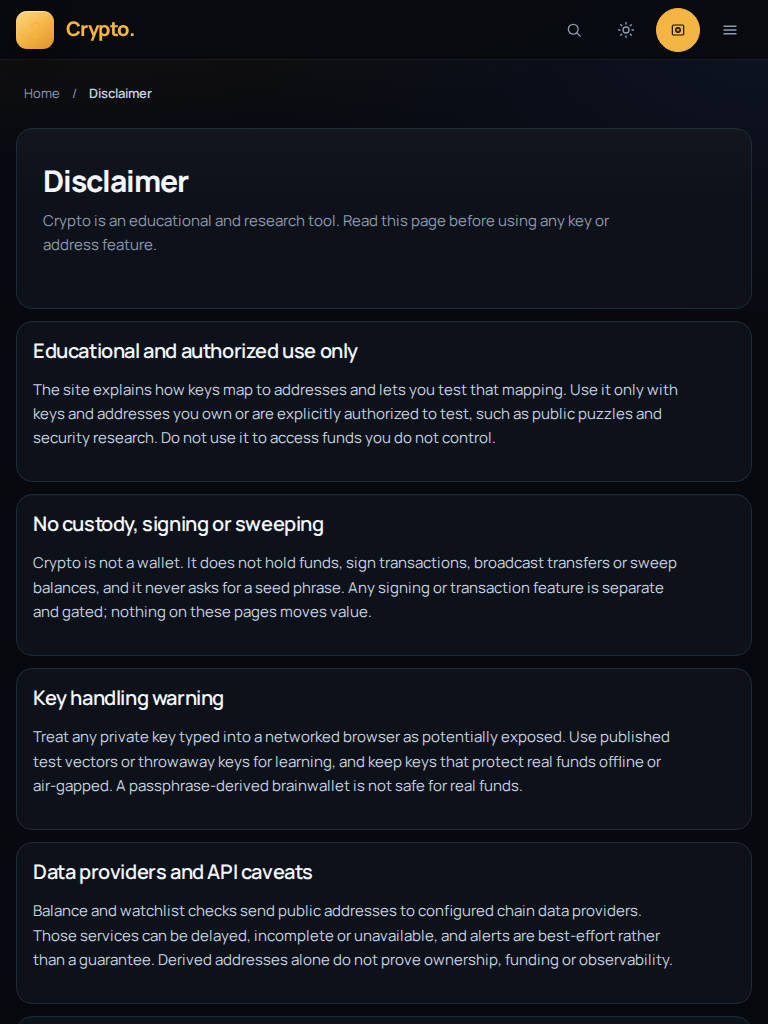 Crypto.
Home / Disclaimer
Disclaimer
Crypto is an educational and research tool. Read this page before using any key or
address feature.
Educational and authorized use only
The site explains how keys map to addresses and lets you test that mapping. Use it only with
keys and addresses you own or are explicitly authorized to test, such as public puzzles and
security research. Do not use it to access funds you do not control.
No custody, signing or sweeping
Crypto is not a wallet. It does not hold funds, sign transactions, broadcast transfers or sweep
balances, and it never asks for a seed phrase. Any signing or transaction feature is separate
and gated; nothing on these pages moves value.
Key handling warning
Treat any private key typed into a networked browser as potentially exposed. Use published
test vectors or throwaway keys for learning, and keep keys that protect real funds offline or
air-gapped. A passphrase-derived brainwallet is not safe for real funds.
Data providers and API caveats
Balance and watchlist checks send public addresses to configured chain data providers.
Those services can be delayed, incomplete or unavailable, and alerts are best-effort rather
than a guarantee. Derived addresses alone do not prove ownership, funding or observability.